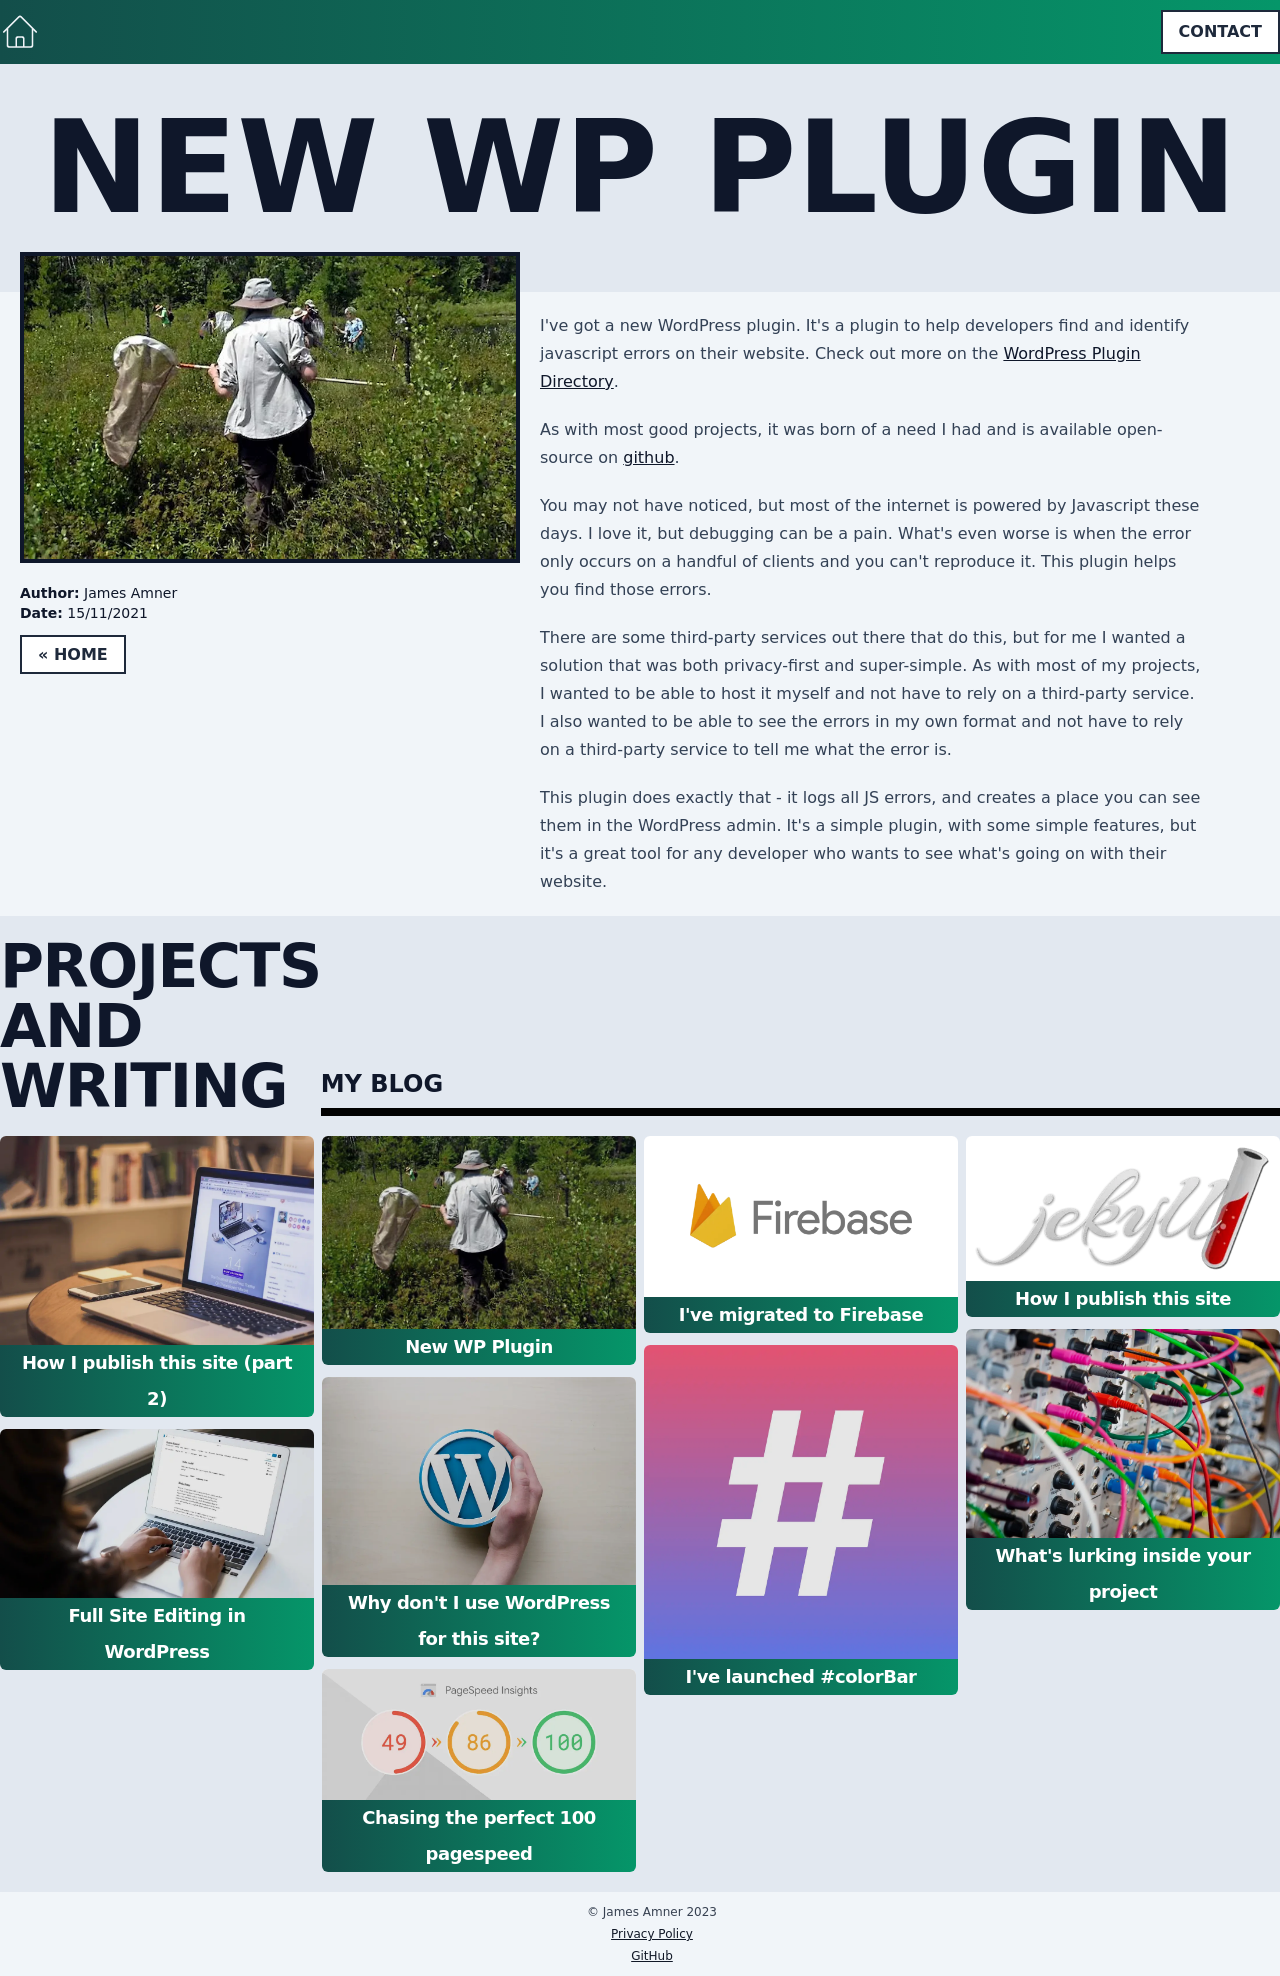 CONTACT
NEW WP PLUGIN
I've got a new WordPress plugin. It's a plugin to help developers find and identify
javascript errors on their website. Check out more on the WordPress Plugin
Directory.
As with most good projects, it was born of a need I had and is available open-
source on github.
You may not have noticed, but most of the internet is powered by Javascript these
days. I love it, but debugging can be a pain. What's even worse is when the error
only occurs on a handful of clients and you can't reproduce it. This plugin helps
you find those errors.
There are some third-party services out there that do this, but for me I wanted a
solution that was both privacy-first and super-simple. As with most of my projects,
I wanted to be able to host it myself and not have to rely on a third-party service.
I also wanted to be able to see the errors in my own format and not have to rely
on a third-party service to tell me what the error is.
This plugin does exactly that - it logs all JS errors, and creates a place you can see
them in the WordPress admin. It's a simple plugin, with some simple features, but
it's a great tool for any developer who wants to see what's going on with their
website.
Author: James Amner
Date: 15/11/2021
« HOME
PROJECTS
AND
WRITING
MY BLOG
How I publish this site (part
2)
Full Site Editing in
WordPress
New WP Plugin
W
Why don't I use WordPress
for this site?
PageSpeed Insights
49 » 86 » 100
Chasing the perfect 100
pagespeed
Firebase
I've migrated to Firebase
#
I've launched #colorBar
jekyll
How I publish this site
What's lurking inside your
project
© James Amner 2023
Privacy Policy
GitHub